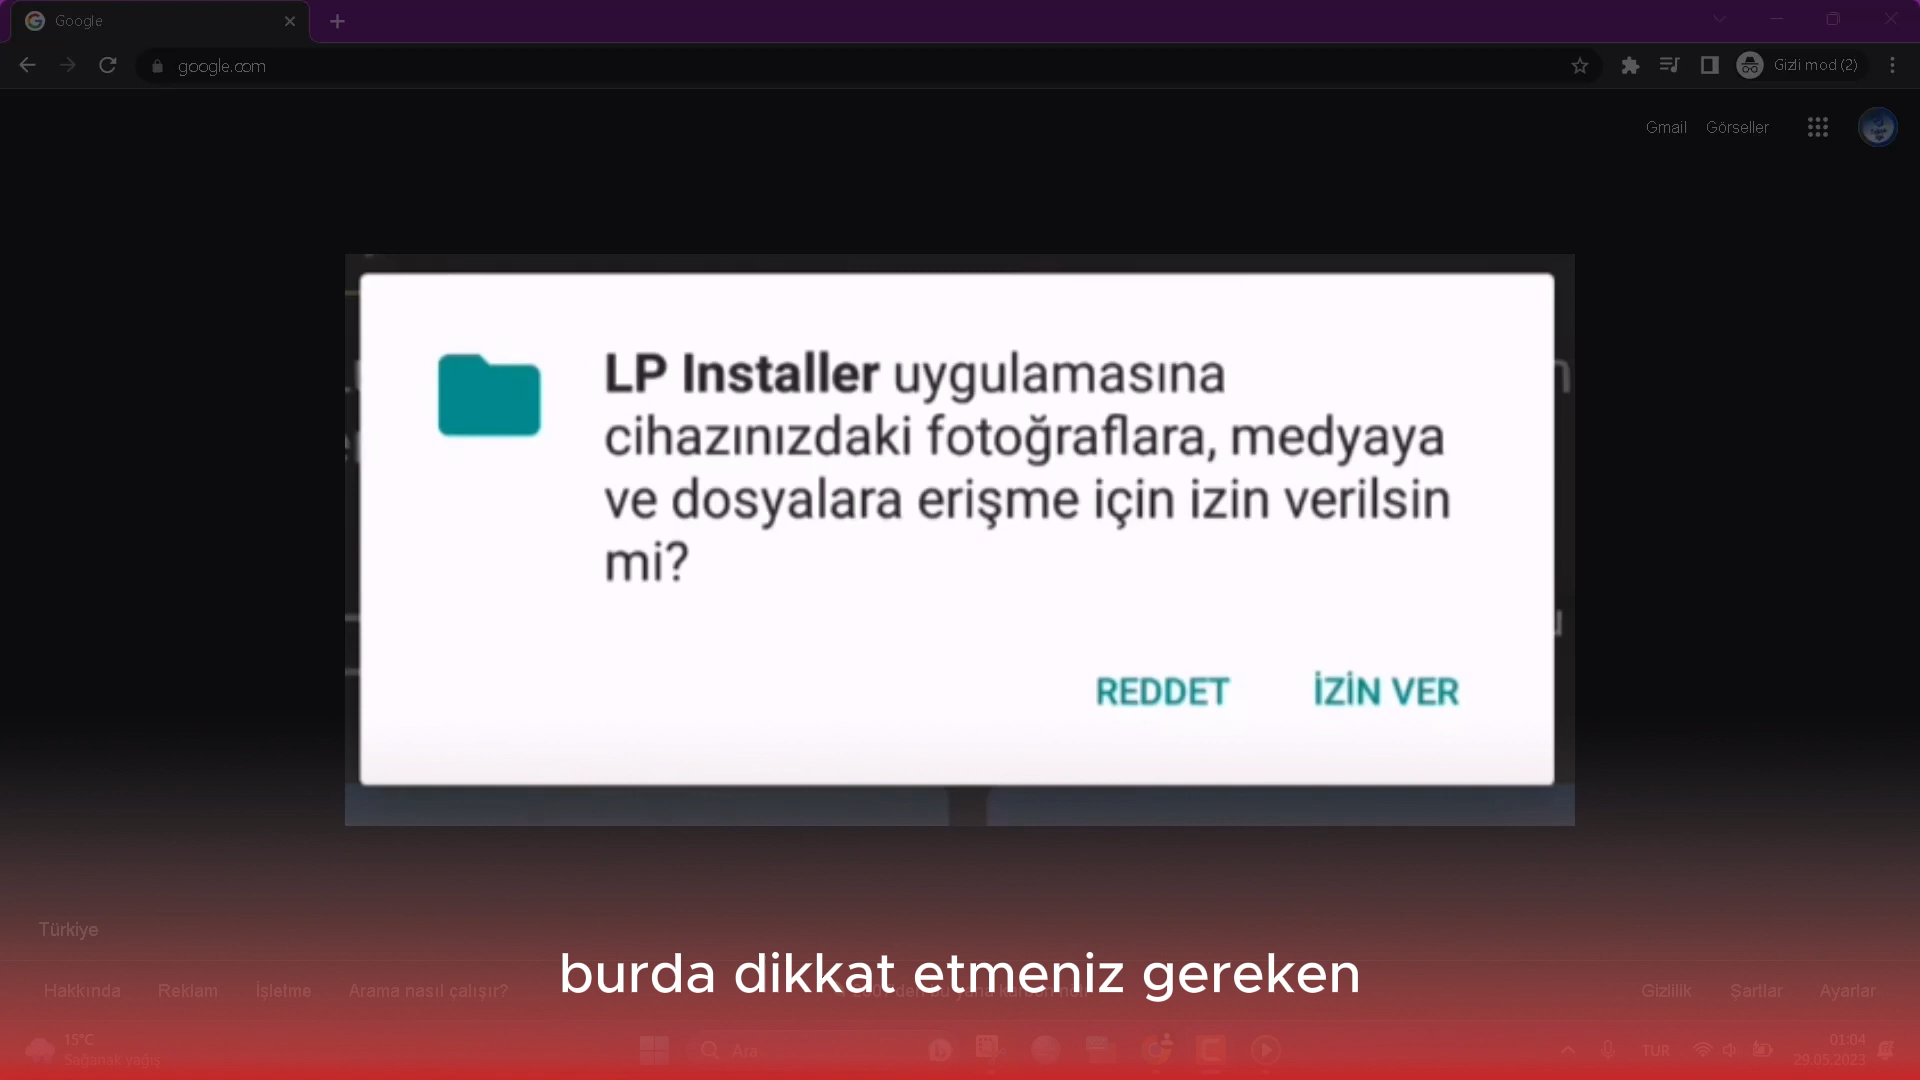 Google
google.com
Gizli mod (2)
Gmail Görseller
LP Installer uygulamasına
cihazınızdaki fotoğraflara, medyaya
ve dosyalara erişme için izin verilsin
mi?
REDDET İZİN VER
Türkiye
burda dikkat etmeniz gereken
Hakkında Reklam İşletme Arama nasıl çalışır?
Gizlilik Şartlar Ayarlar
15°C
Sağanak yağış
Ara
TUR
01:04
29.05.2023